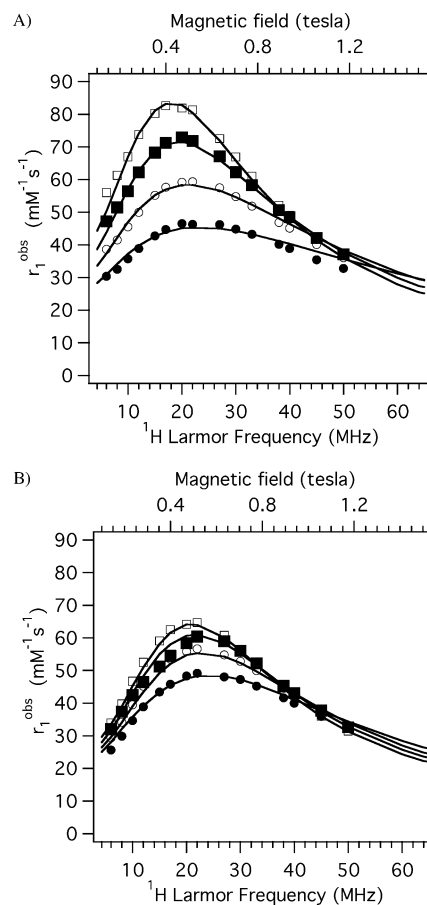 A)
Magnetic field (tesla)
0.4 0.8 1.2
90
80
70
60
50
40
30
20
10
0
r₁ᵒᵇˢ (mM⁻¹s⁻¹)
10 20 30 40 50 60
¹H Larmor Frequency (MHz)
B)
Magnetic field (tesla)
0.4 0.8 1.2
90
80
70
60
50
40
30
20
10
0
r₁ᵒᵇˢ (mM⁻¹s⁻¹)
10 20 30 40 50 60
¹H Larmor Frequency (MHz)